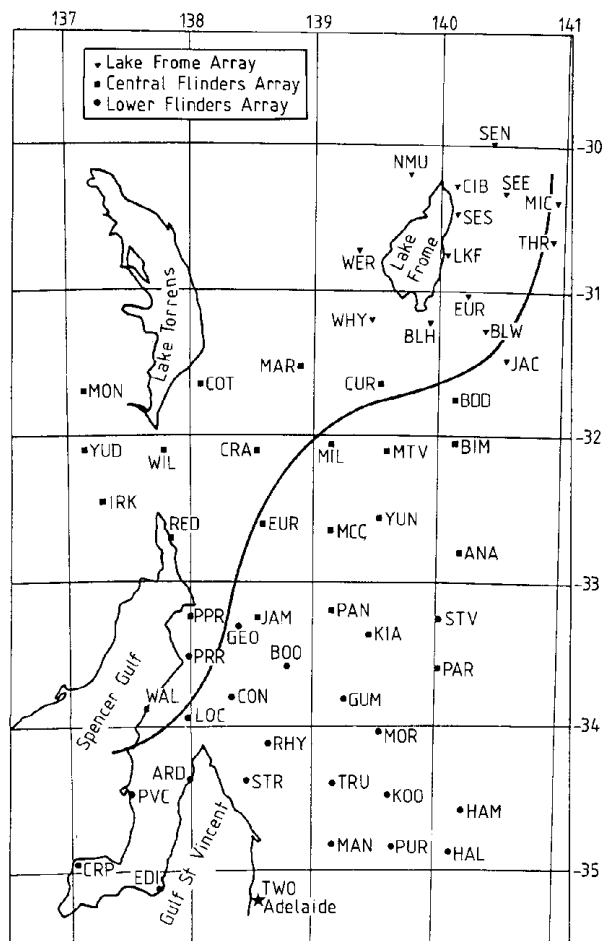 137 138 139 140 141
Lake Frome Array
Central Flinders Array
Lower Flinders Array
SEN
-30
NMU
CIB
SEE
MIC
SES
THR
WER
Lake Frome
LKF
Lake Torrens
-31
EUR
WHY
BLH
BLW
JAC
MAR
COT
CUR
MON
BDD
-32
YUD
WIL
CRA
MIL
MTV
BIM
IRK
RED
EUR
MCC
YUN
ANA
-33
PPR
JAM
PAN
STV
GEO
KIA
PRR
BOO
PAR
Spencer Gulf
WAL
CON
GUM
LOC
-34
MOR
RHY
ARD
STR
TRU
PVC
KOO
HAM
Gulf St Vincent
MAN
PUR
HAL
CRP
-35
EDI
TWO
Adelaide